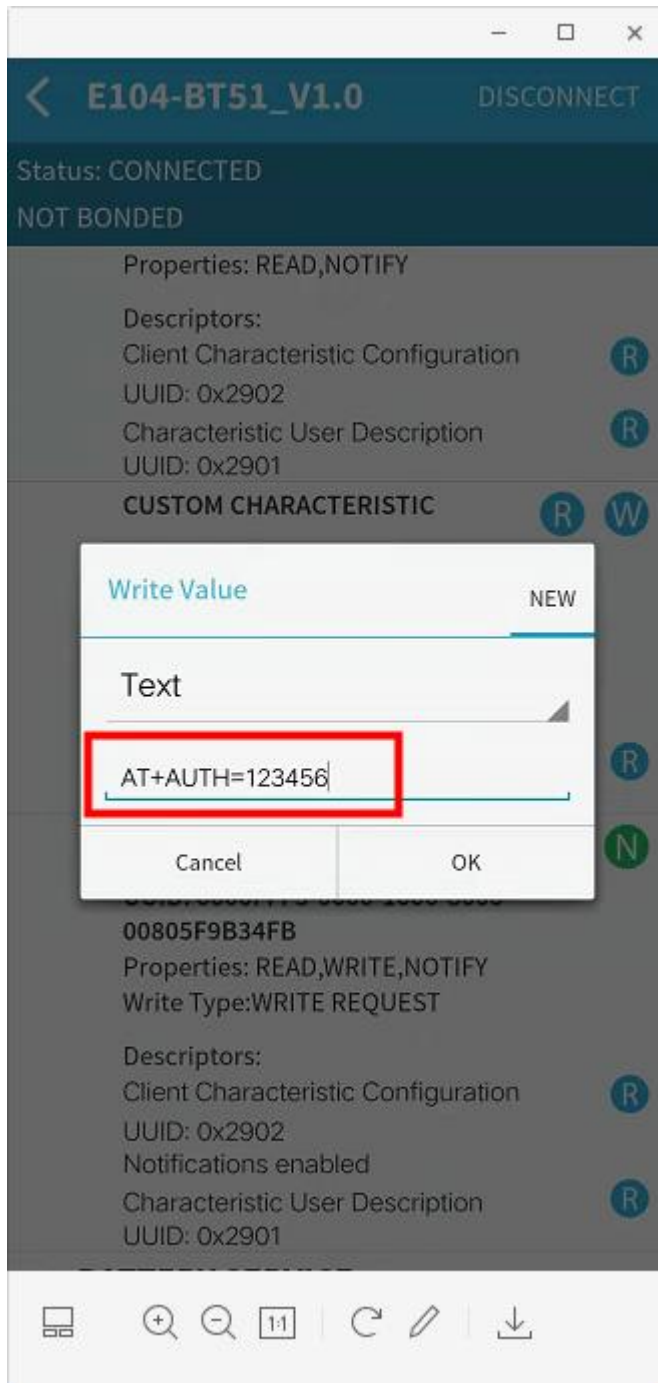 E104-BT51_V1.0 DISCONNECT
Status: CONNECTED
NOT BONDED
Properties: READ,NOTIFY
Descriptors:
Client Characteristic Configuration R
UUID: 0x2902
Characteristic User Description R
UUID: 0x2901
CUSTOM CHARACTERISTIC R W
Write Value NEW
Text
AT+AUTH=123456
R
Cancel OK
N
00805F9B34FB
Properties: READ,WRITE,NOTIFY
Write Type:WRITE REQUEST
Descriptors:
Client Characteristic Configuration R
UUID: 0x2902
Notifications enabled
Characteristic User Description R
UUID: 0x2901
1:1